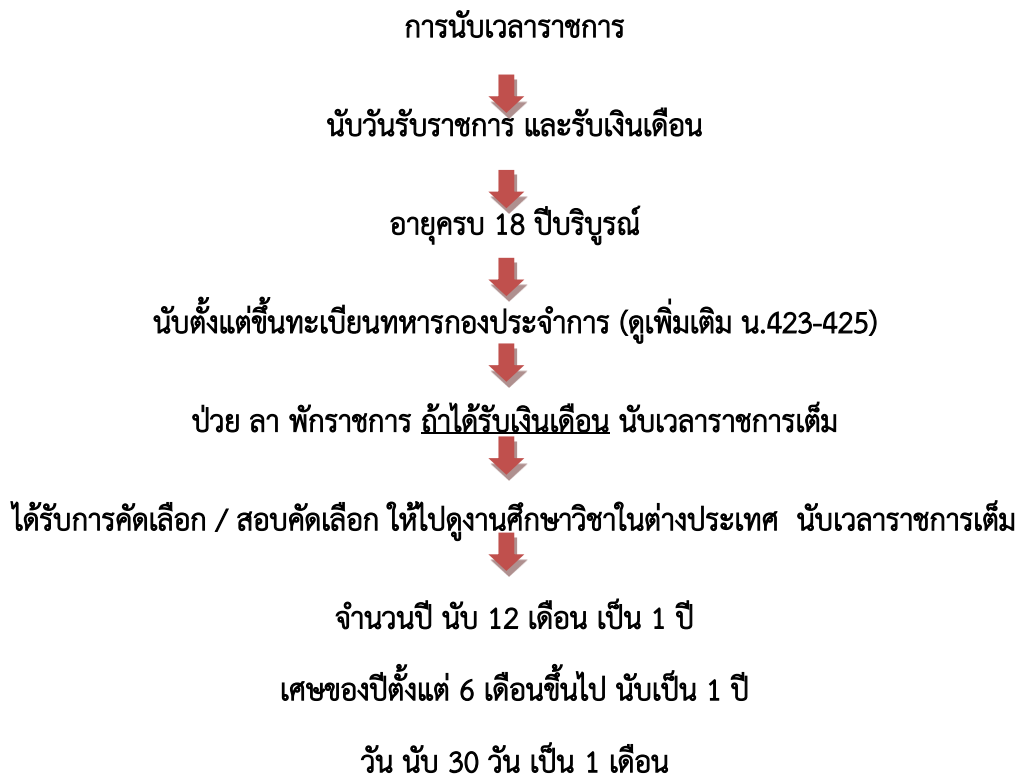 การนับเวลาราชการ
นับวันรับราชการ และรับเงินเดือน
อายุครบ 18 ปีบริบูรณ์
นับตั้งแต่ขึ้นทะเบียนทหารกองประจำการ (ดูเพิ่มเติม น.423-425)
ป่วย ลา พักราชการ ถ้าได้รับเงินเดือน นับเวลาราชการเต็ม
ได้รับการคัดเลือก / สอบคัดเลือก ให้ไปดูงานศึกษาวิชาในต่างประเทศ นับเวลาราชการเต็ม
จำนวนปี นับ 12 เดือน เป็น 1 ปี
เศษของปีตั้งแต่ 6 เดือนขึ้นไป นับเป็น 1 ปี
วัน นับ 30 วัน เป็น 1 เดือน